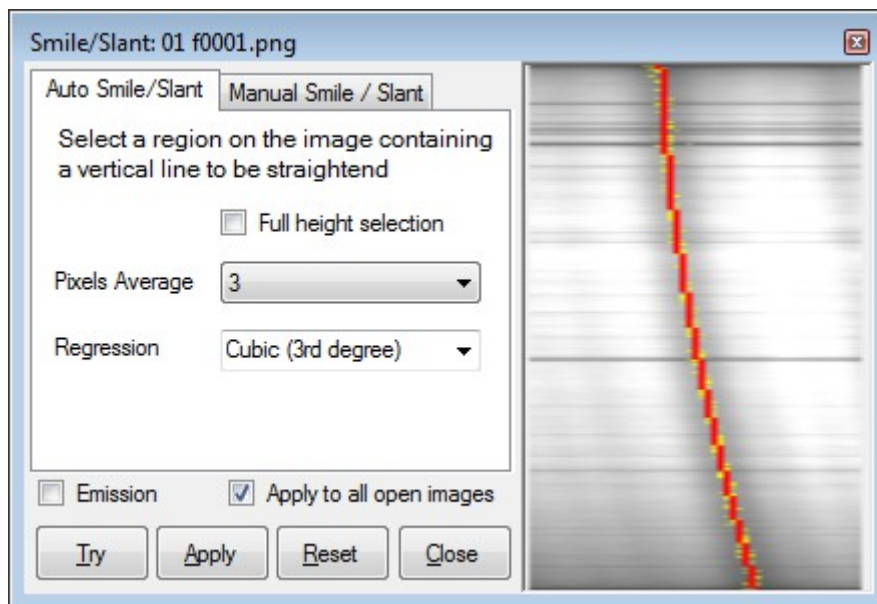 Smile/Slant: 01 f0001.png
Auto Smile/Slant
Manual Smile / Slant
Select a region on the image containing
a vertical line to be straightend
Full height selection
Pixels Average
3
Regression
Cubic (3rd degree)
Emission
Apply to all open images
Try
Apply
Reset
Close